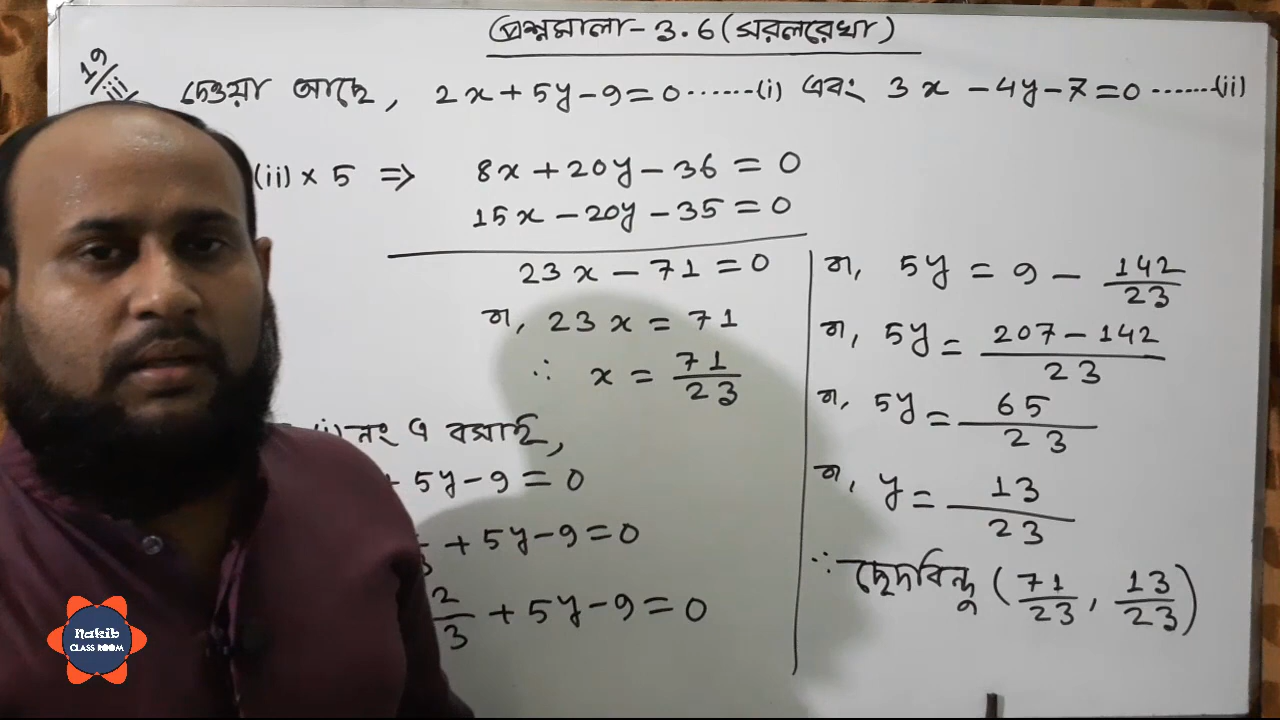 প্রশ্নমালা - 3.6 (সরলরেখা)
19/iii
দেওয়া আছে, 2x + 5y - 9 = 0 ......(i) এবং 3x - 4y - 7 = 0 ......(ii)
(ii) × 5 ⇒ 8x + 20y - 36 = 0
15x - 20y - 35 = 0
23x - 71 = 0
বা, 23x = 71
∴ x = 71/23
(i) নং এ বসাই,
+ 5y - 9 = 0
+ 5y - 9 = 0
+ 5y - 9 = 0
বা, 5y = 9 - 142/23
বা, 5y = 207 - 142/23
বা, 5y = 65/23
বা, y = 13/23
∴ ছেদবিন্দু (71/23, 13/23)
Nakib
CLASS ROOM